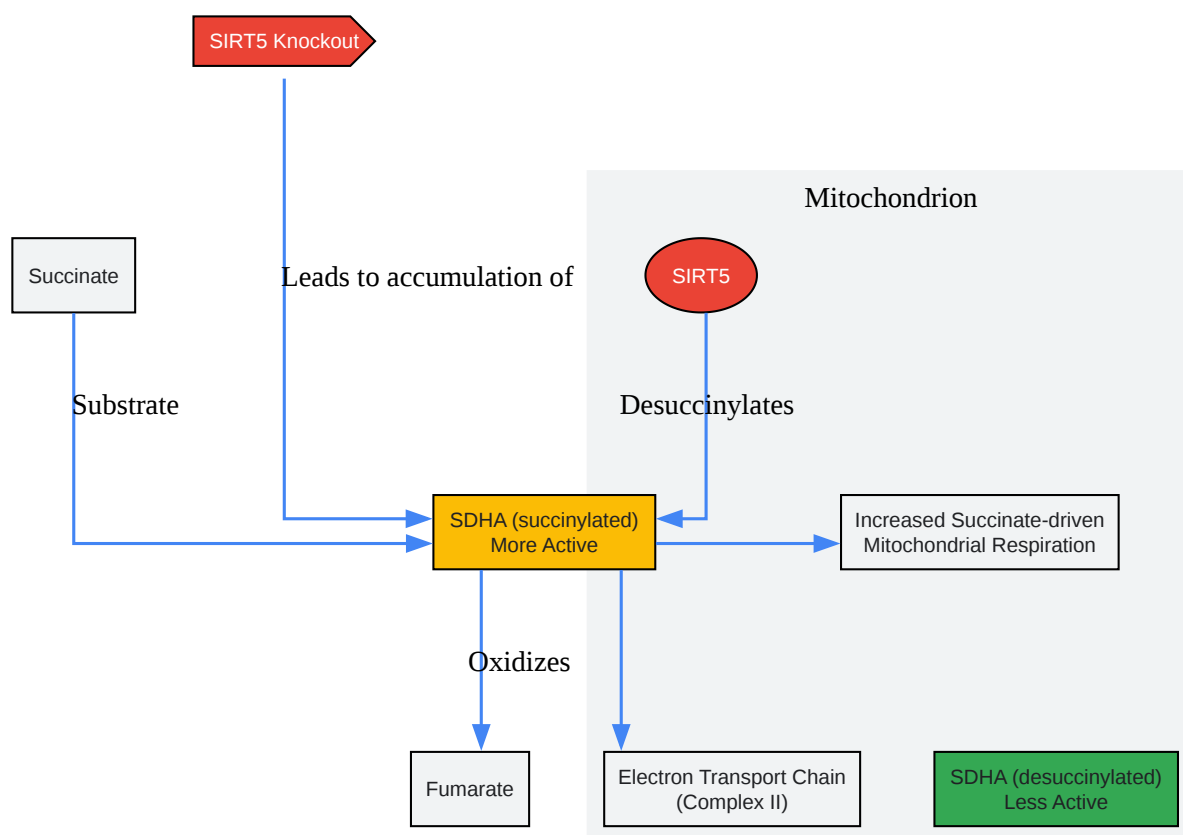 SIRT5 Knockout
Mitochondrion
Succinate
Leads to accumulation of
SIRT5
Substrate
Desuccinylates
SDHA (succinylated)
More Active
Increased Succinate-driven
Mitochondrial Respiration
Oxidizes
Fumarate
Electron Transport Chain
(Complex II)
SDHA (desuccinylated)
Less Active